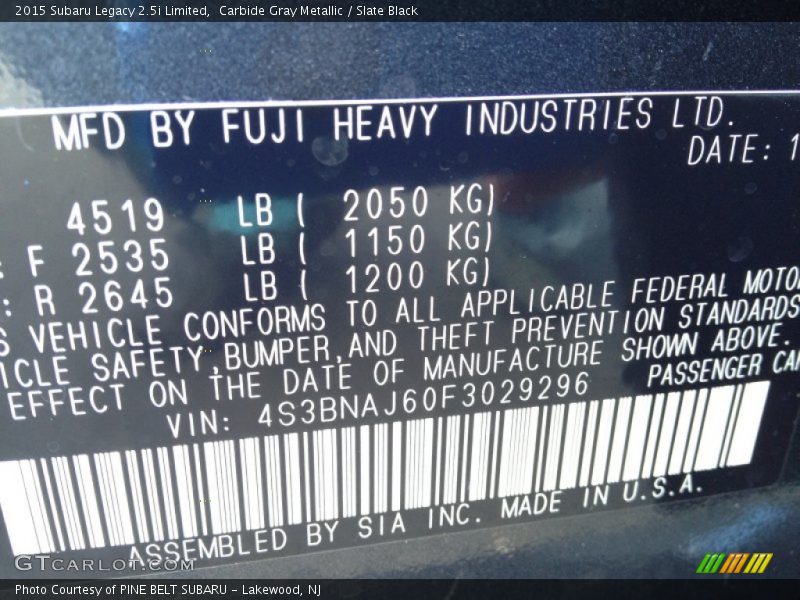 2015 Subaru Legacy 2.5i Limited,  Carbide Gray Metallic / Slate Black
MFD BY FUJI HEAVY INDUSTRIES LTD.
DATE: 1
4519 LB ( 2050 KG)
: F 2535 LB ( 1150 KG)
: R 2645 LB ( 1200 KG)
S VEHICLE CONFORMS TO ALL APPLICABLE FEDERAL MOTO
ICLE SAFETY,BUMPER,AND THEFT PREVENTION STANDARDS
EFFECT ON THE DATE OF MANUFACTURE SHOWN ABOVE.
VIN: 4S3BNAJ60F3029296 PASSENGER CA
ASSEMBLED BY SIA INC. MADE IN U.S.A.
GTCARLOT.COM
Photo Courtesy of PINE BELT SUBARU – Lakewood, NJ